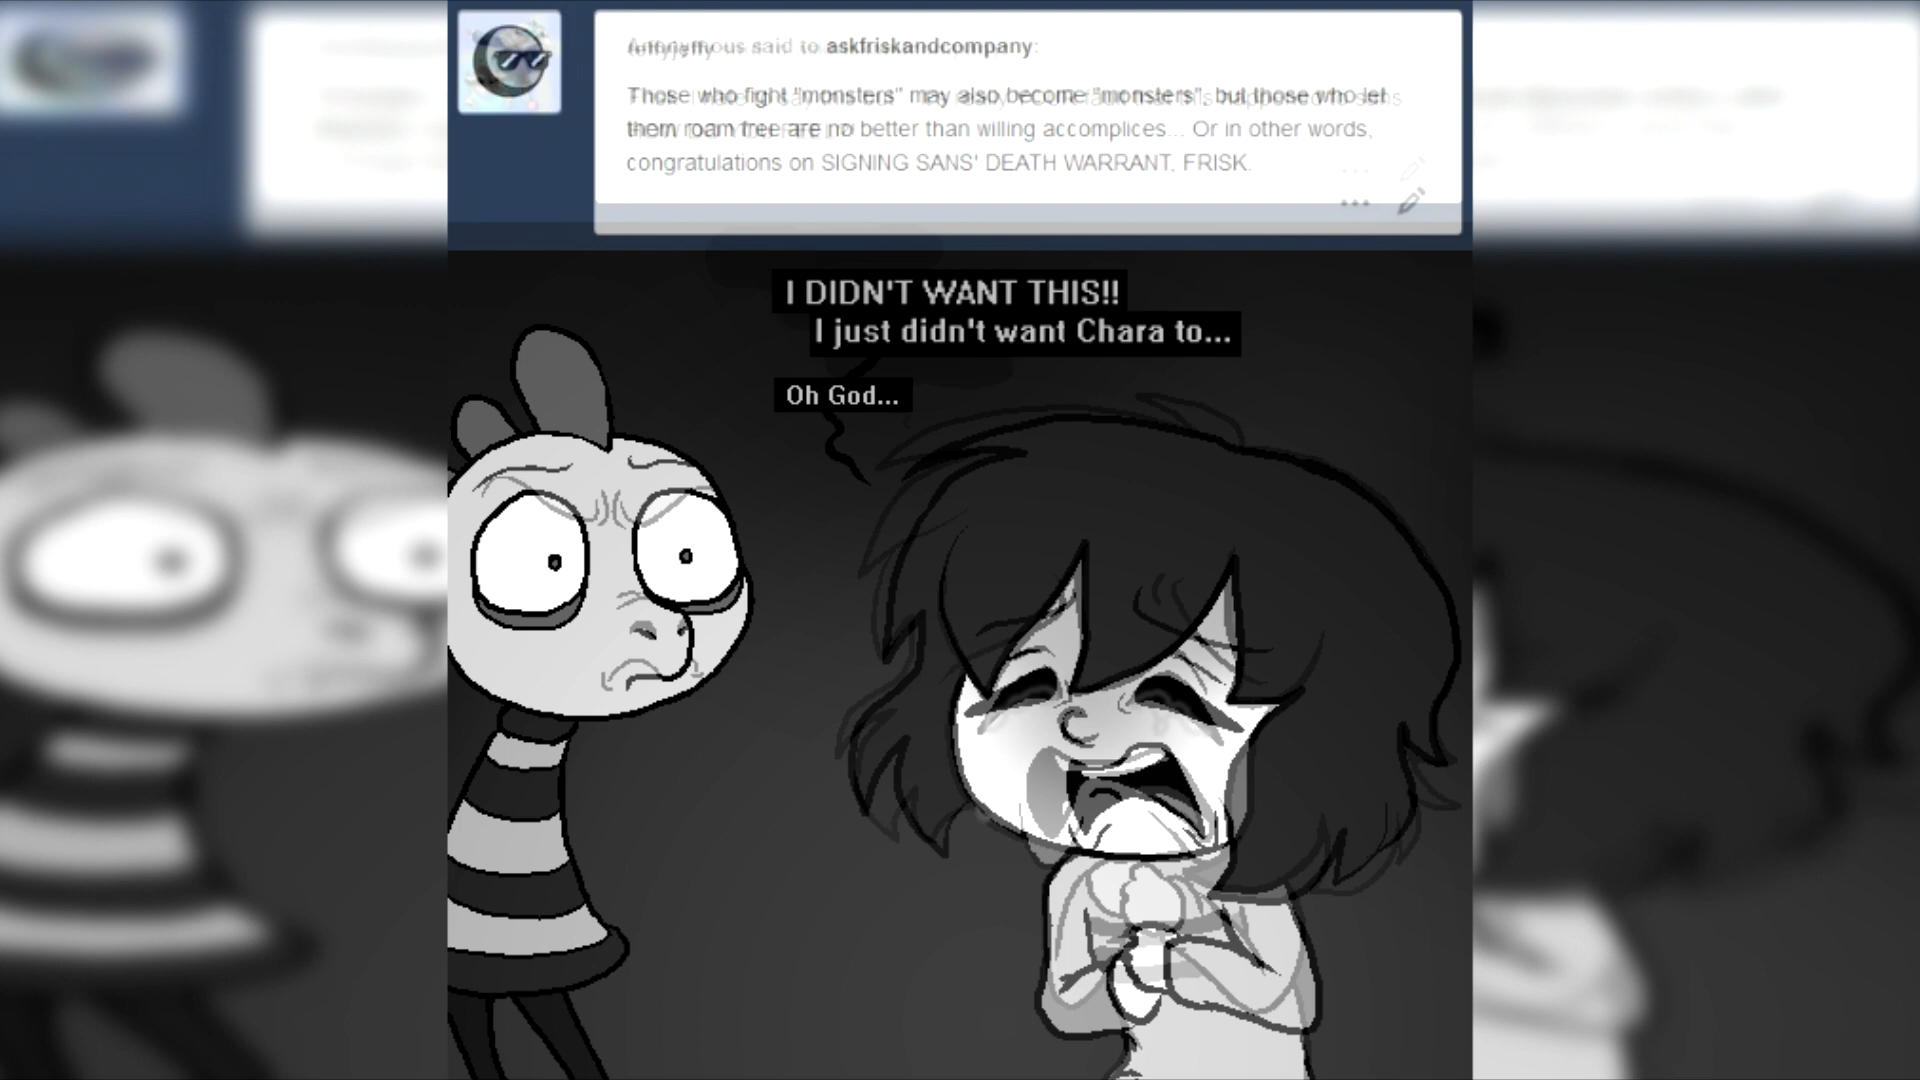 Anonymous said to askfriskandcompany:
Those who fight "monsters" may also become "monsters", but those who let
them roam free are no better than willing accomplices... Or in other words,
congratulations on SIGNING SANS' DEATH WARRANT, FRISK.
I DIDN'T WANT THIS!!
I just didn't want Chara to...
Oh God...